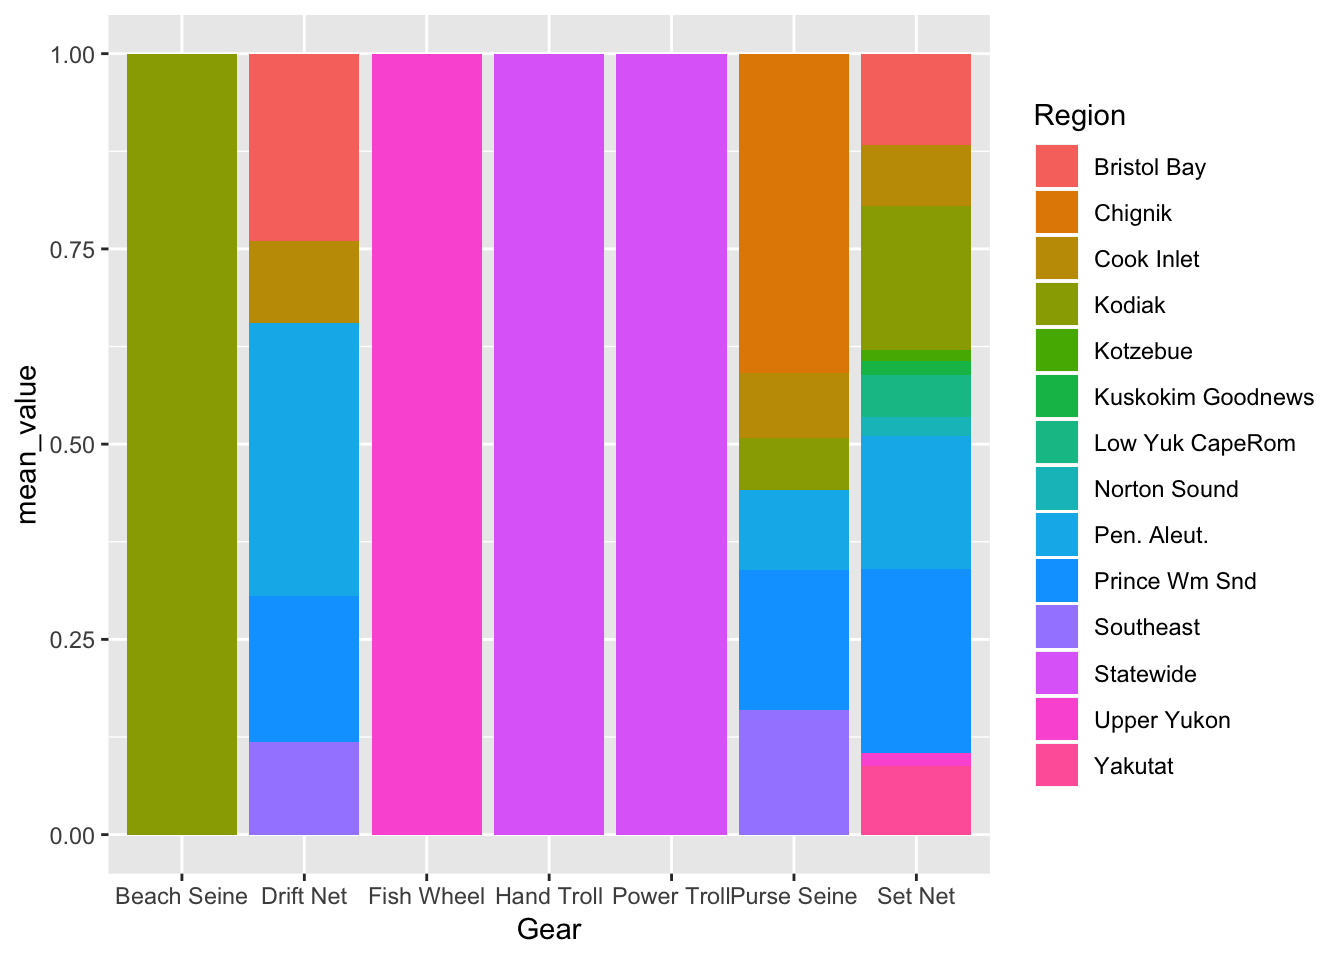 1.00
0.75
0.50
0.25
0.00
mean_value
Beach Seine
Drift Net
Fish Wheel
Hand Troll
Power Troll
Purse Seine
Set Net
Gear
Region
Bristol Bay
Chignik
Cook Inlet
Kodiak
Kotzebue
Kuskokim Goodnews
Low Yuk CapeRom
Norton Sound
Pen. Aleut.
Prince Wm Snd
Southeast
Statewide
Upper Yukon
Yakutat